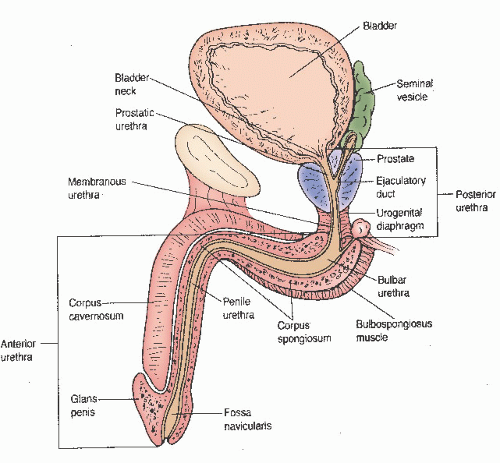 Bladder
Bladder
neck
Seminal
vesicle
Prostatic
urethra
Prostate
Membranous
urethra
Ejaculatory
duct
Posterior
urethra
Urogenital
diaphragm
Bulbar
urethra
Corpus
cavernosum
Penile
urethra
Corpus
spongiosum
Bulbospongiosus
muscle
Anterior
urethra
Glans
penis
Fossa
navicularis